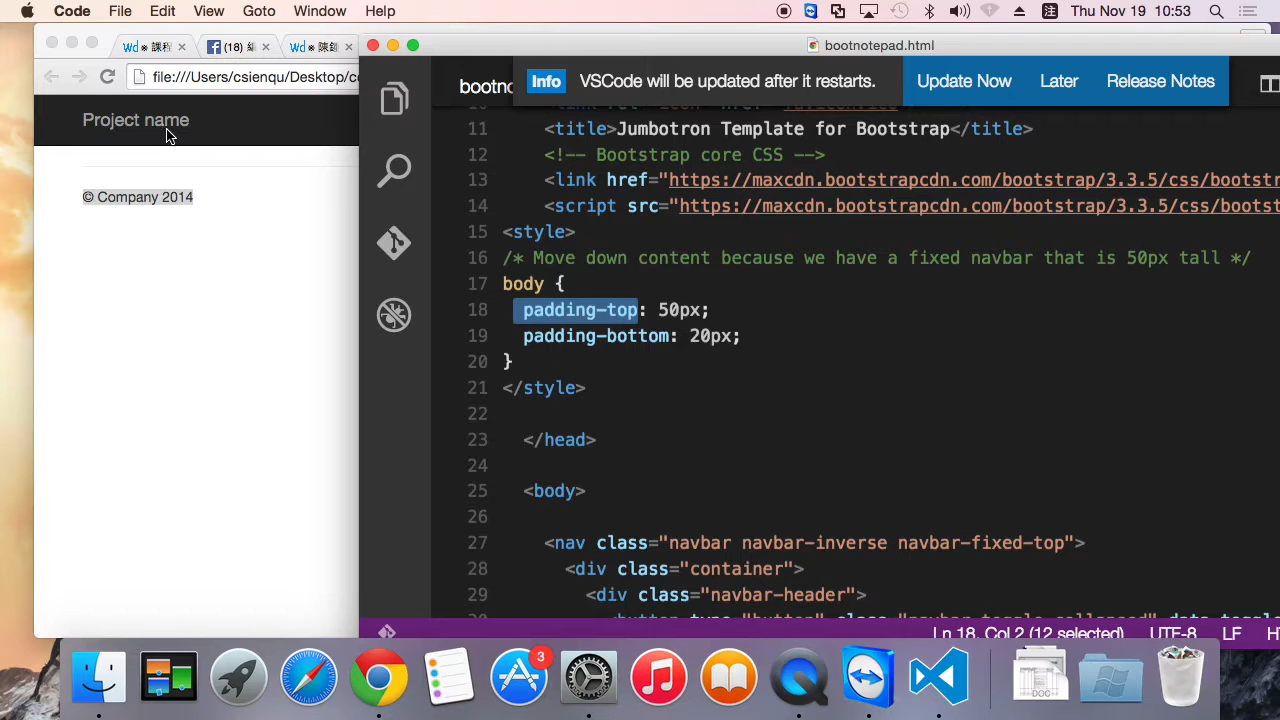 Code File Edit View Goto Window Help
Thu Nov 19 10:53
Wd
(18)
Wd
file:///Users/csienqu/Desktop/co
Project name
© Company 2014
bootnotepad.html
bootno
Info VSCode will be updated after it restarts. Update Now Later Release Notes
11 <title>Jumbotron Template for Bootstrap</title>
12 <!-- Bootstrap core CSS -->
13 <link href="https://maxcdn.bootstrapcdn.com/bootstrap/3.3.5/css/bootstr
14 <script src="https://maxcdn.bootstrapcdn.com/bootstrap/3.3.5/css/bootst
15 <style>
16 /* Move down content because we have a fixed navbar that is 50px tall */
17 body {
18 padding-top: 50px;
19 padding-bottom: 20px;
20 }
21 </style>
22
23 </head>
24
25 <body>
26
27 <nav class="navbar navbar-inverse navbar-fixed-top">
28 <div class="container">
29 <div class="navbar-header">
Ln 18, Col 2 (12 selected) UTF-8 LF
3
DOC